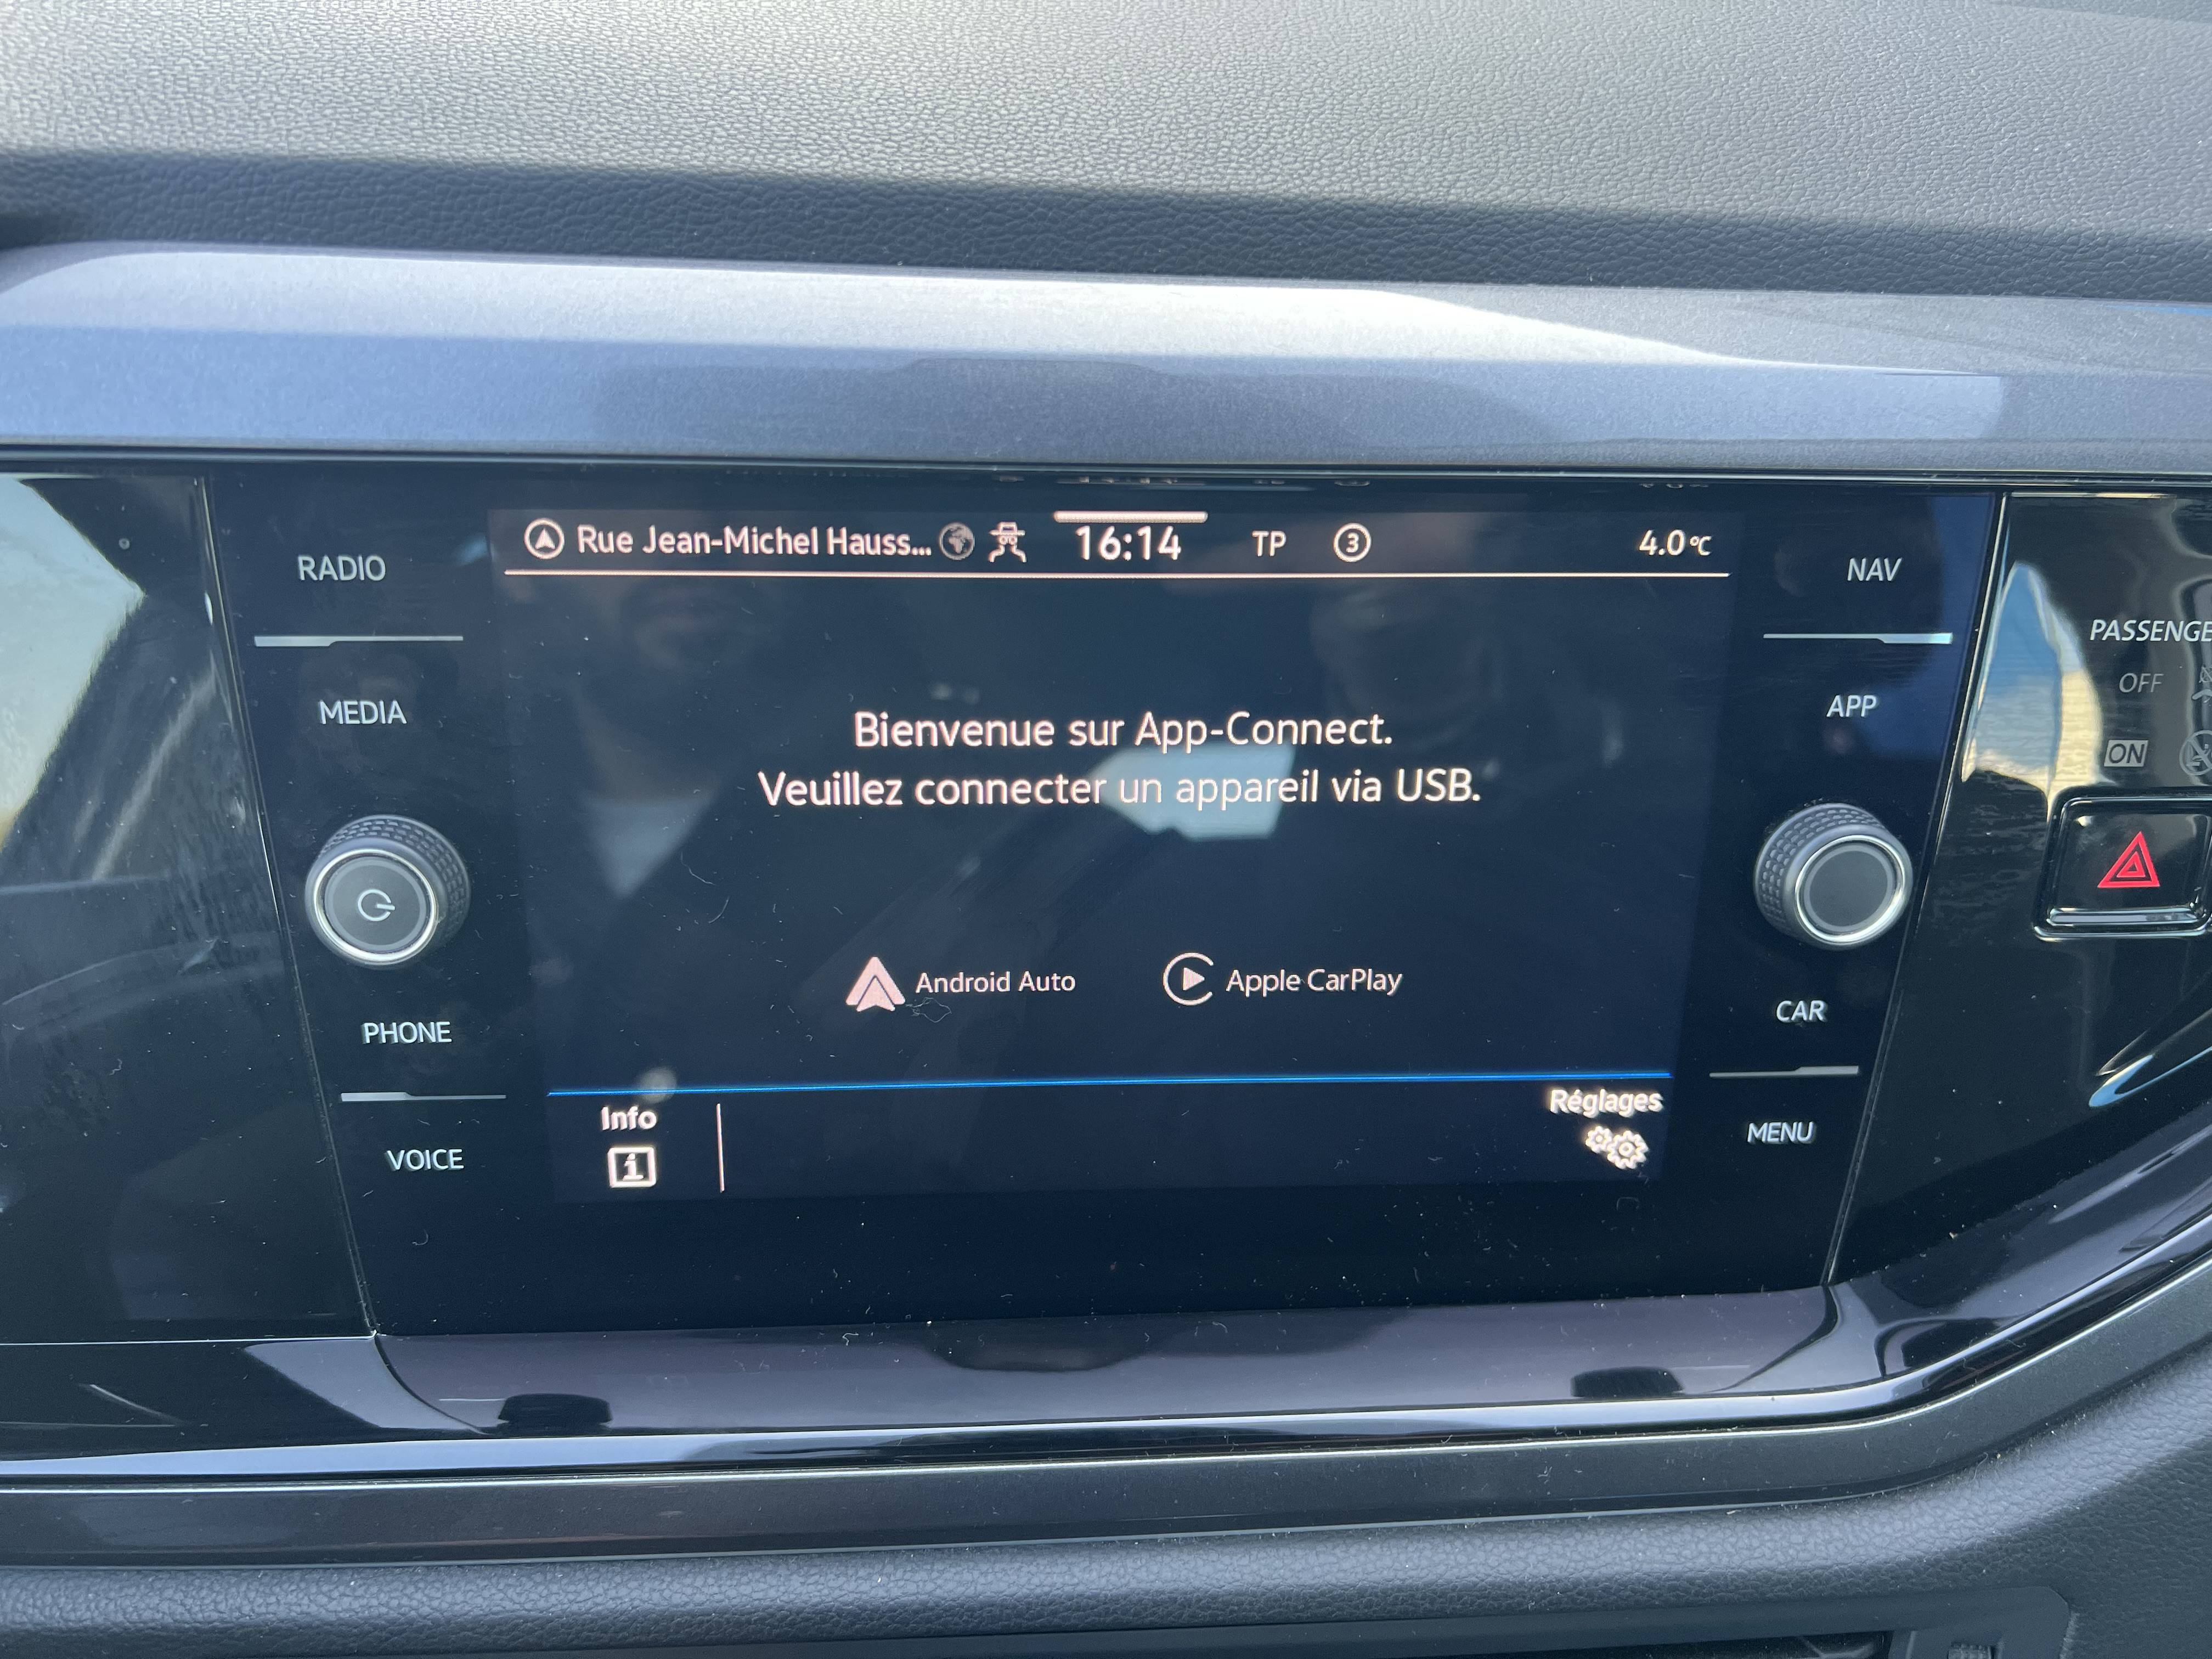 Rue Jean-Michel Hauss... 16:14 TP 3 4.0 °C
RADIO
MEDIA
PHONE
VOICE
Bienvenue sur App-Connect.
Veuillez connecter un appareil via USB.
Android Auto
Apple CarPlay
Info
Réglages
NAV
APP
CAR
MENU
PASSENGE
OFF
ON